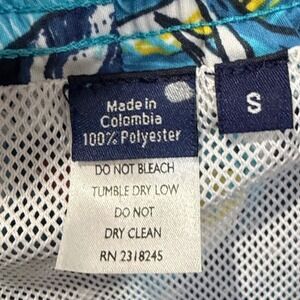 Made in
Colombia
100% Polyester
S
DO NOT BLEACH
TUMBLE DRY LOW
DO NOT
DRY CLEAN
RN 2318245